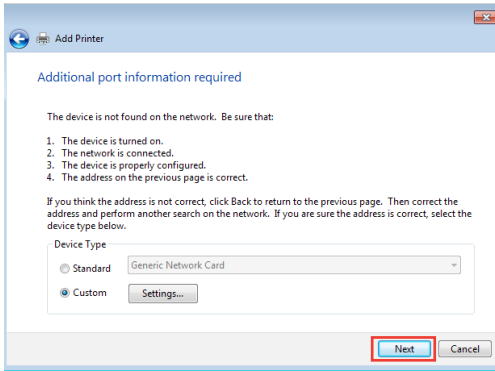 Add Printer
Additional port information required
The device is not found on the network. Be sure that:
1. The device is turned on.
2. The network is connected.
3. The device is properly configured.
4. The address on the previous page is correct.
If you think the address is not correct, click Back to return to the previous page. Then correct the
address and perform another search on the network. If you are sure the address is correct, select the
device type below.
Device Type
Standard Generic Network Card
Custom Settings...
Next Cancel